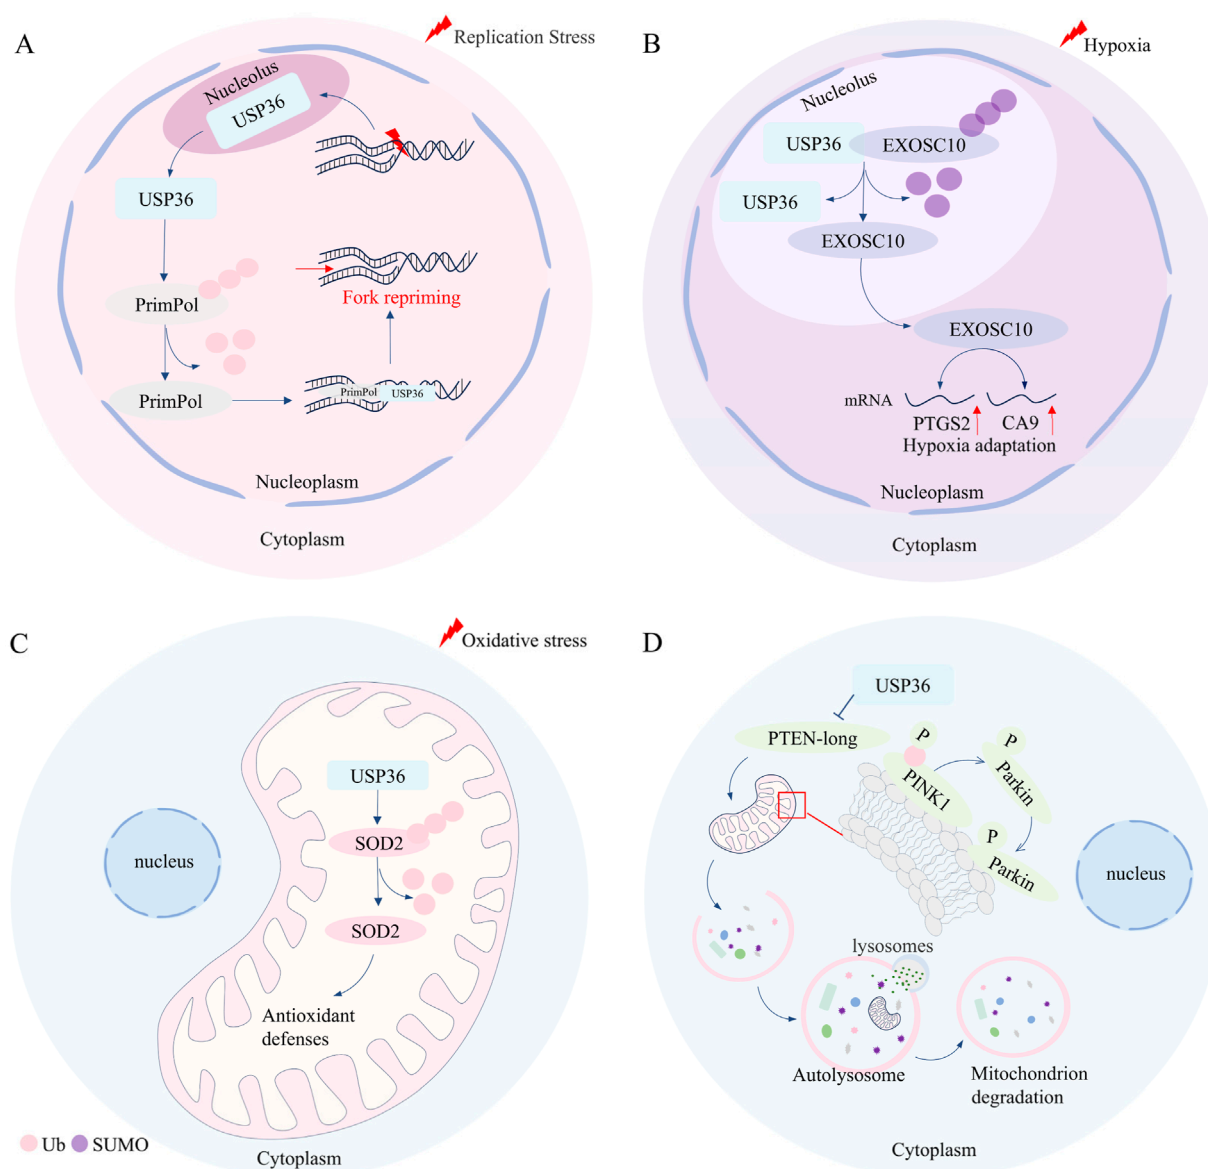 A
Replication Stress
Nucleolus
USP36
USP36
PrimPol
Fork repriming
PrimPol
PrimPol
USP36
Nucleoplasm
Cytoplasm
B
Hypoxia
Nucleolus
USP36
EXOSC10
USP36
EXOSC10
EXOSC10
mRNA
PTGS2
CA9
Hypoxia adaptation
Nucleoplasm
Cytoplasm
C
Oxidative stress
USP36
nucleus
SOD2
SOD2
Antioxidant
defenses
Ub
SUMO
Cytoplasm
D
USP36
PTEN-long
P
P
PINK1
Parkin
P
Parkin
nucleus
lysosomes
Autolysosome
Mitochondrion
degradation
Cytoplasm